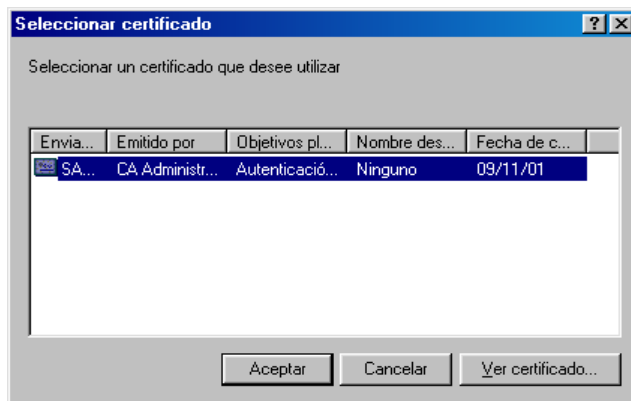 Seleccionar certificado
Seleccionar un certificado que desee utilizar
Envia... Emitido por Objetivos pl... Nombre des... Fecha de c...
SA... CA Administr... Autenticació... Ninguno 09/11/01
Aceptar Cancelar Ver certificado...